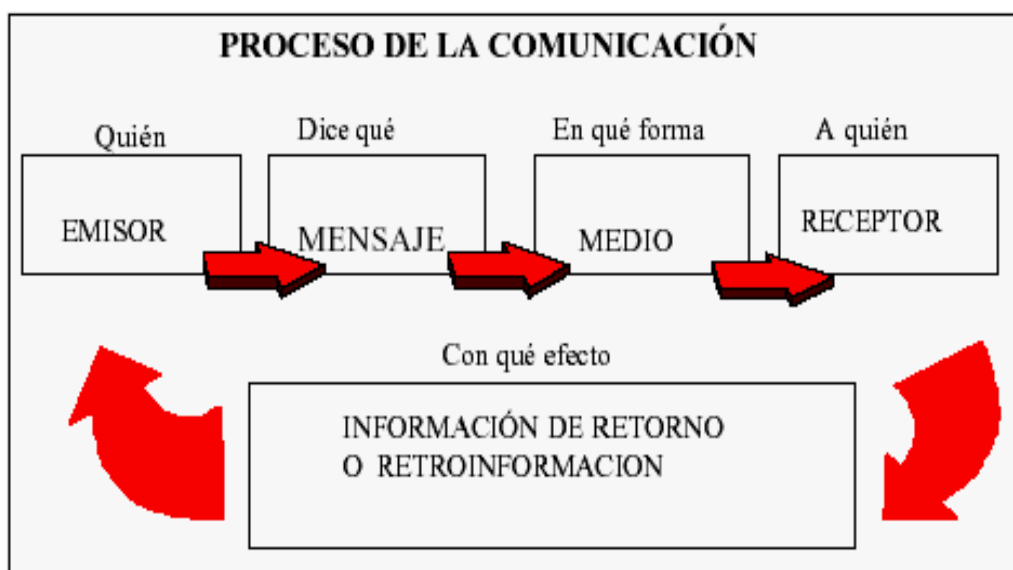 PROCESO DE LA COMUNICACIÓN
Quién
Dice qué
En qué forma
A quién
EMISOR
MENSAJE
MEDIO
RECEPTOR
Con qué efecto
INFORMACIÓN DE RETORNO
O RETROINFORMACION